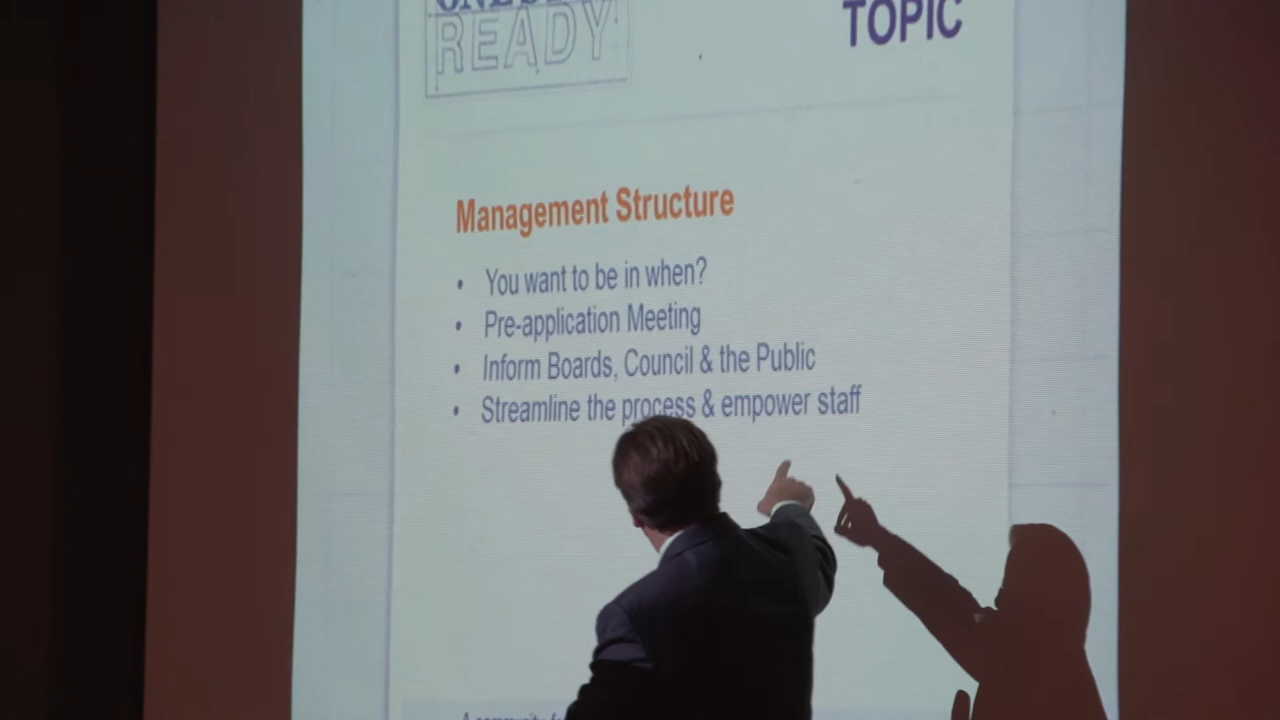 READY
TOPIC
Management Structure
• You want to be in when?
• Pre-application Meeting
• Inform Boards, Council & the Public
• Streamline the process & empower staff
A community